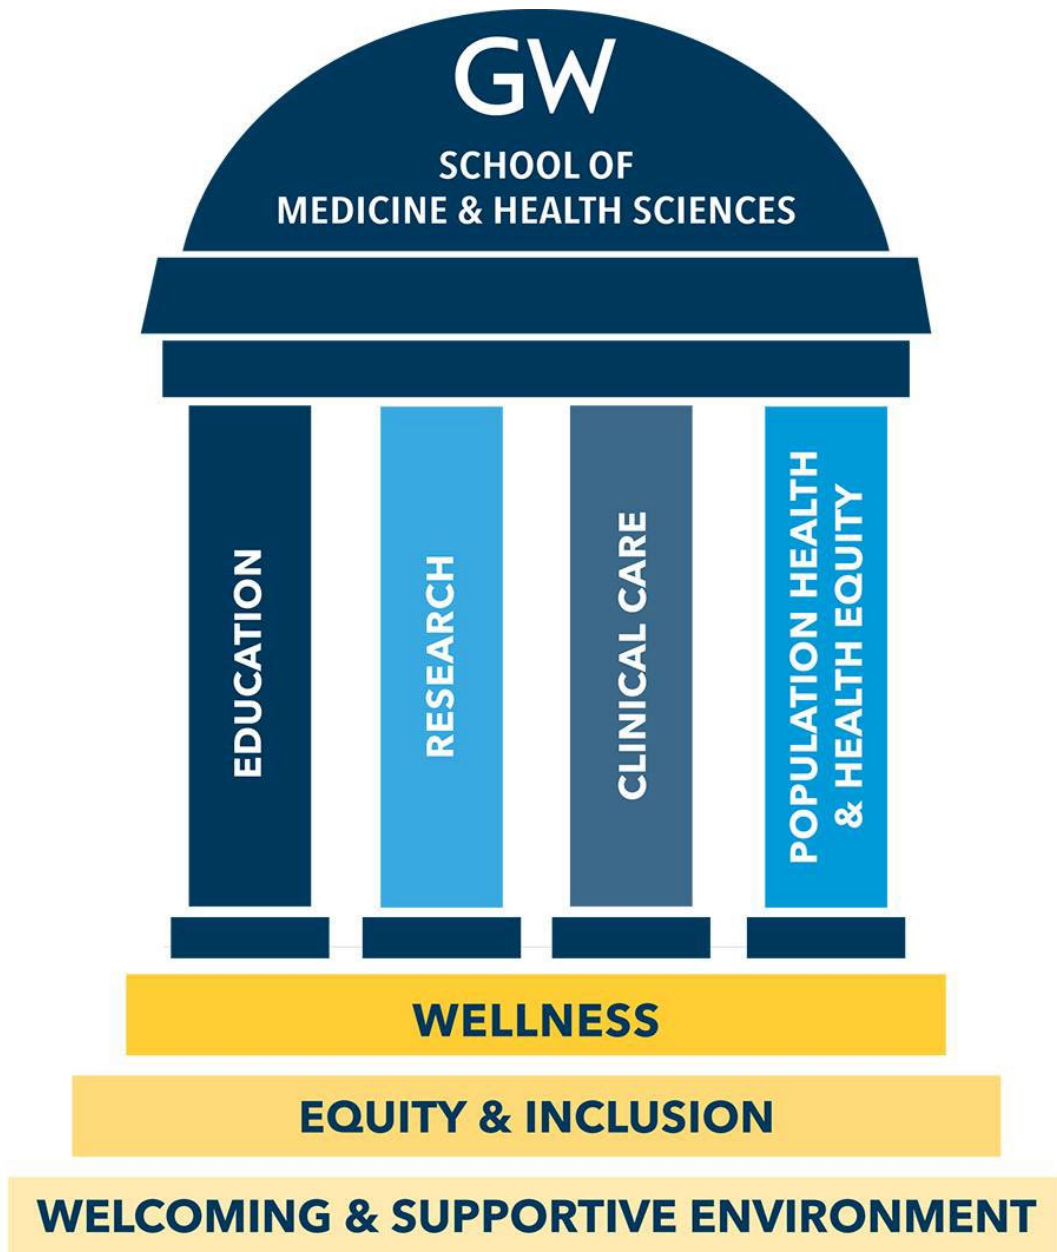 GW
SCHOOL OF
MEDICINE & HEALTH SCIENCES
EDUCATION
RESEARCH
CLINICAL CARE
POPULATION HEALTH
& HEALTH EQUITY
WELLNESS
EQUITY & INCLUSION
WELCOMING & SUPPORTIVE ENVIRONMENT